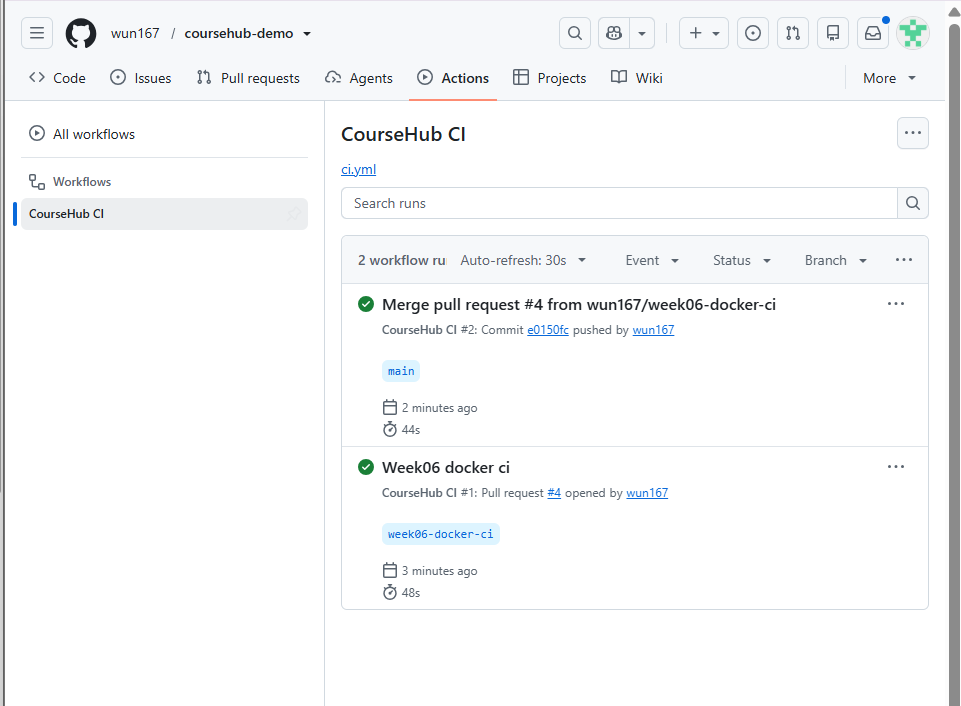 wun167 / coursehub-demo
Code Issues Pull requests Agents Actions Projects Wiki More
All workflows
Workflows
CourseHub CI
CourseHub CI
ci.yml
Search runs
2 workflow ru Auto-refresh: 30s Event Status Branch
Merge pull request #4 from wun167/week06-docker-ci
CourseHub CI #2: Commit e0150fc pushed by wun167
main
2 minutes ago
44s
Week06 docker ci
CourseHub CI #1: Pull request #4 opened by wun167
week06-docker-ci
3 minutes ago
48s